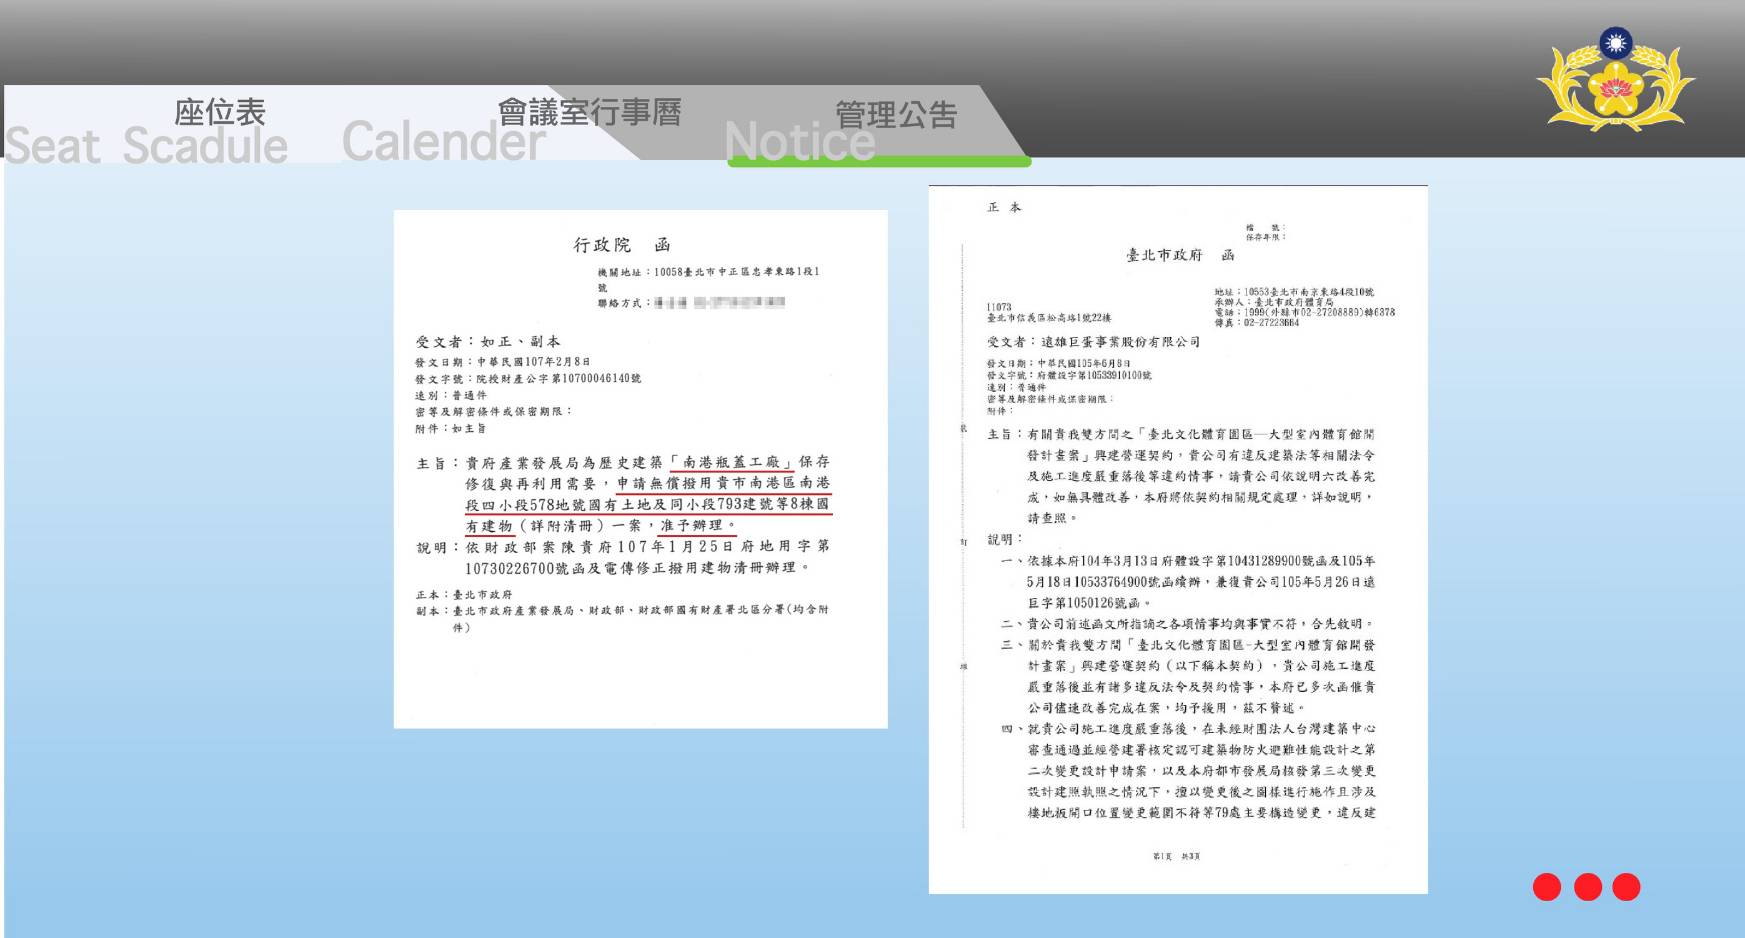 座位表
Seat Scadule
會議室行事曆
Calender
管理公告
Notice
行政院　函
機關地址：10058臺北市中正區忠孝東路1段1
號
聯絡方式：
受文者：如正、副本
發文日期：中華民國107年2月8日
發文字號：院授財產公字第10700046140號
速別：普通件
密等及解密條件或保密期限：
附件：如主旨
主旨：貴府產業發展局為歷史建築「南港瓶蓋工廠」保存
修復與再利用需要，申請無償撥用貴市南港區南港
段四小段578地號國有土地及同小段793建號等8棟國
有建物（詳附清冊）一案，准予辦理。
說明：依財政部案陳貴府107年1月25日府地用字第
10730226700號函及電傳修正撥用建物清冊辦理。
正本：臺北市政府
副本：臺北市政府產業發展局、財政部、財政部國有財產署北區分署(均含附
件)
正 本
檔　號：
保存年限：
臺北市政府　函
地址：10553臺北市南京東路4段10號
承辦人：臺北市政府體育局
電話：1999(外縣市02-27208889)轉6378
傳真：02-27223664
11073
臺北市信義區松高路1號22樓
受文者：遠雄巨蛋事業股份有限公司
發文日期：中華民國105年6月8日
發文字號：府體設字第10533910100號
速別：普通件
密等及解密條件或保密期限：
附件：
主旨：有關貴我雙方間之「臺北文化體育園區—大型室內體育館開
發計畫案」興建營運契約，貴公司有違反建築法等相關法令
及施工進度嚴重落後等違約情事，請貴公司依說明六改善完
成，如無具體改善，本府將依契約相關規定處理，詳如說明，
請查照。
說明：
一、依據本府104年3月13日府體設字第10431289900號函及105年
5月18日10533764900號函續辦，兼復貴公司105年5月26日遠
巨字第1050126號函。
二、貴公司前述函文所指摘之各項情事均與事實不符，合先敘明。
三、關於貴我雙方間「臺北文化體育園區-大型室內體育館開發
計畫案」興建營運契約（以下稱本契約），貴公司施工進度
嚴重落後並有諸多違反法令及契約情事，本府已多次函催貴
公司儘速改善完成在案，均予援用，茲不贅述。
四、就貴公司施工進度嚴重落後，在未經財團法人台灣建築中心
審查通過並經營建署核定認可建築物防火避難性能設計之第
二次變更設計申請案，以及本府都市發展局核發第三次變更
設計建照執照之情況下，擅以變更後之圖樣進行施作且涉及
樓地板開口位置變更範圍不符等79處主要構造變更，違反建
裝
訂
線
第1頁　共3頁